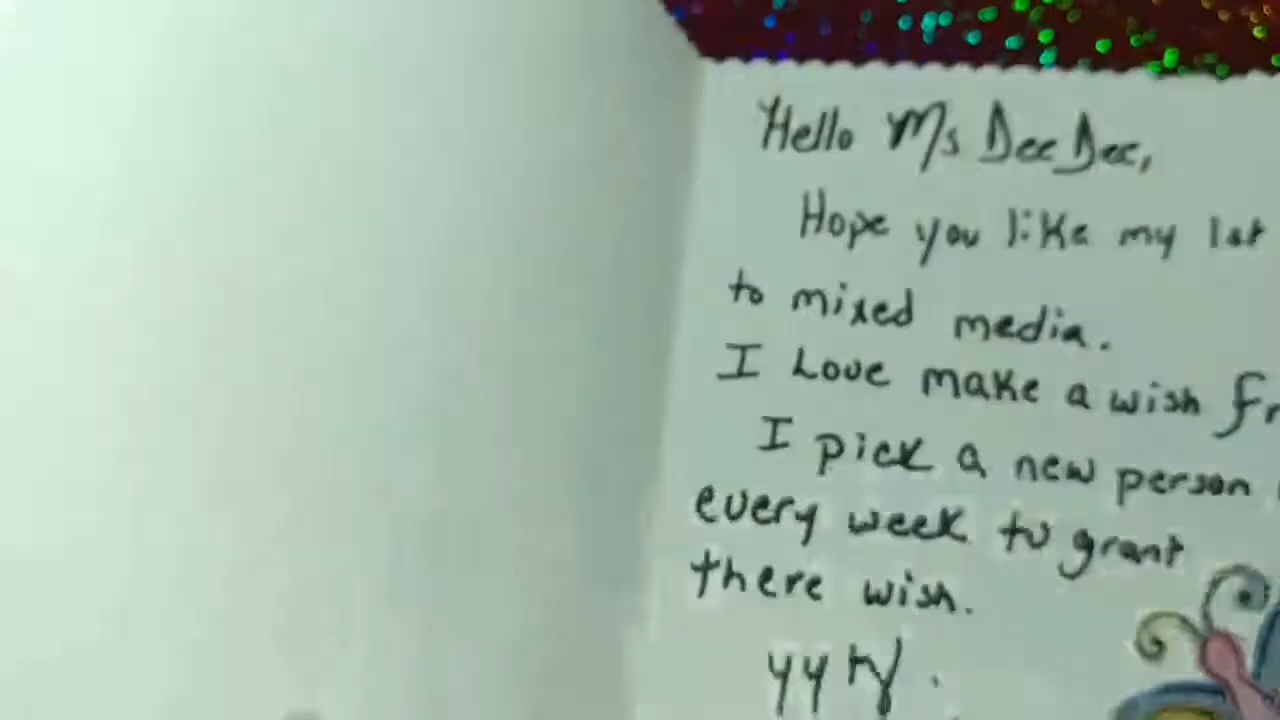 Hello Ms DeeDee,
Hope you like my 1st
to mixed media.
I Love make a wish Fr
I pick a new person
every week to grant
there wish.